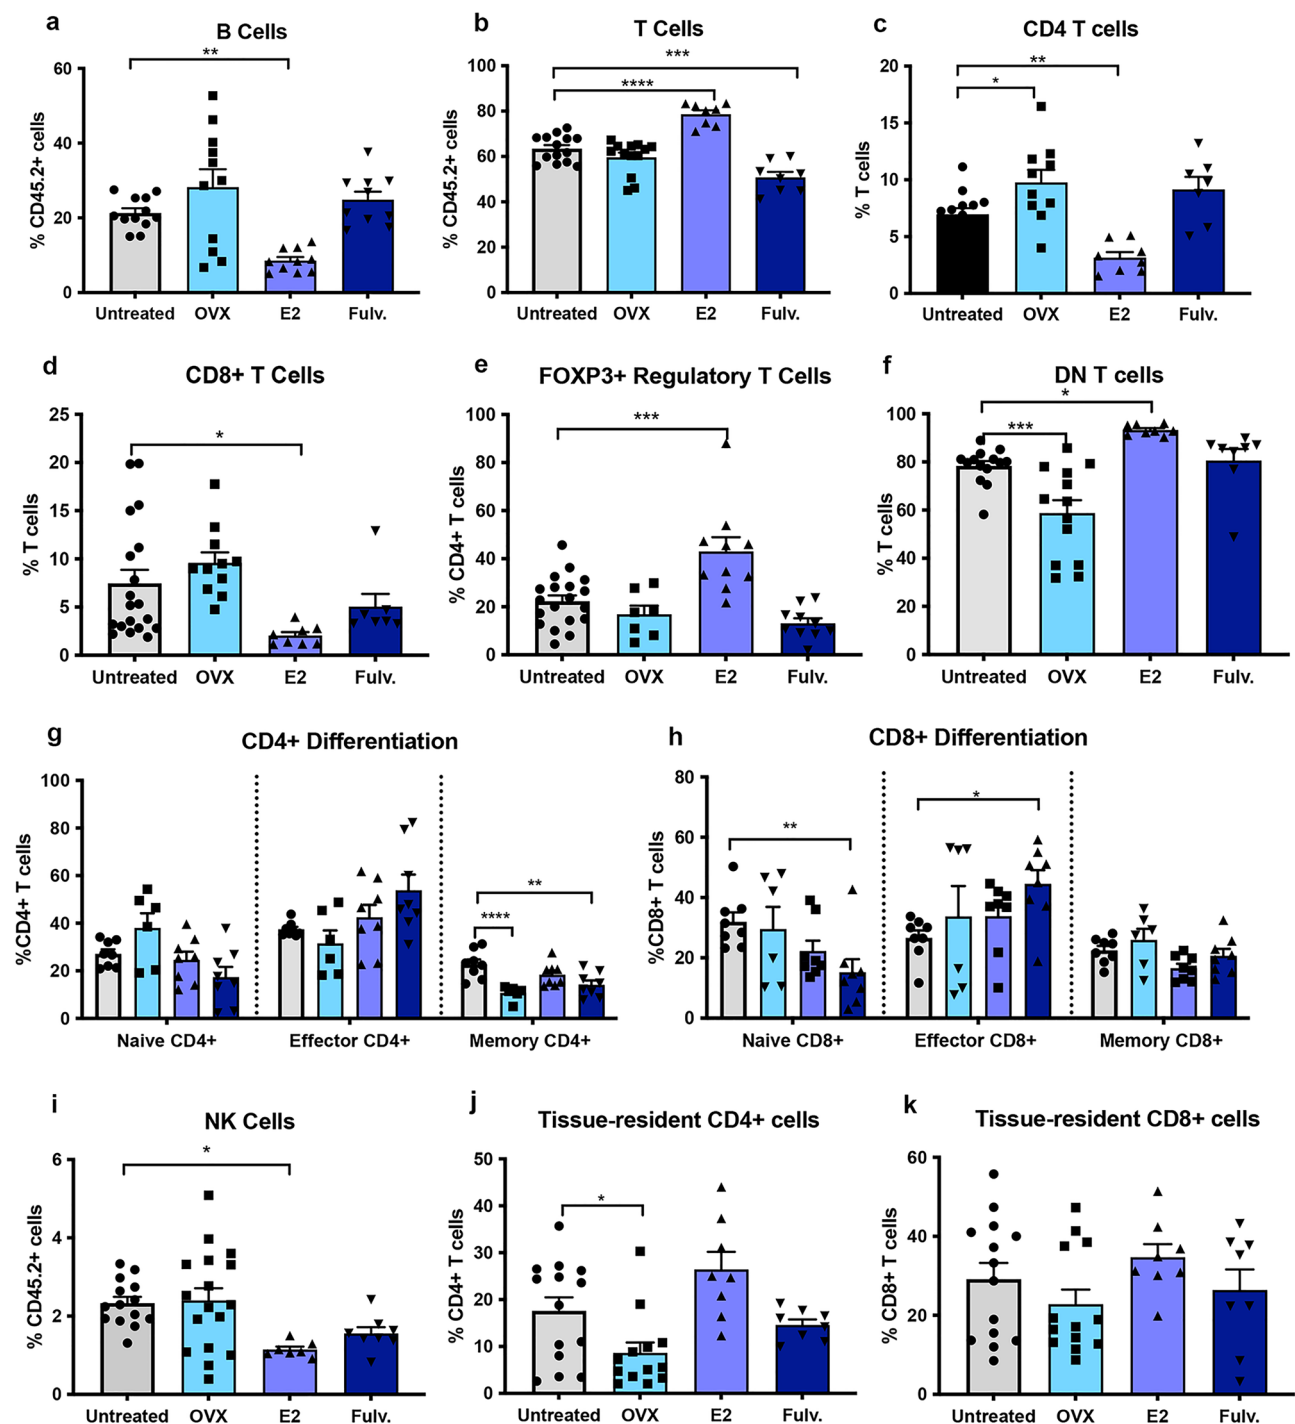 a
B Cells
**
% CD45.2+ cells
60
40
20
0
Untreated OVX E2 Fulv.
b
T Cells
***
****
% CD45.2+ cells
100
80
60
40
20
0
Untreated OVX E2 Fulv.
c
CD4 T cells
**
*
% T cells
20
15
10
5
0
Untreated OVX E2 Fulv.
d
CD8+ T Cells
*
% T cells
25
20
15
10
5
0
Untreated OVX E2 Fulv.
e
FOXP3+ Regulatory T Cells
***
% CD4+ T cells
100
80
60
40
20
0
Untreated OVX E2 Fulv.
f
DN T cells
*
***
% T cells
100
80
60
40
20
0
Untreated OVX E2 Fulv.
g
CD4+ Differentiation
**
****
%CD4+ T cells
100
80
60
40
20
0
Naive CD4+ Effector CD4+ Memory CD4+
h
CD8+ Differentiation
*
**
%CD8+ T cells
80
60
40
20
0
Naive CD8+ Effector CD8+ Memory CD8+
i
NK Cells
*
% CD45.2+ cells
6
4
2
0
Untreated OVX E2 Fulv.
j
Tissue-resident CD4+ cells
*
% CD4+ T cells
50
40
30
20
10
0
Untreated OVX E2 Fulv.
k
Tissue-resident CD8+ cells
% CD8+ T cells
60
40
20
0
Untreated OVX E2 Fulv.